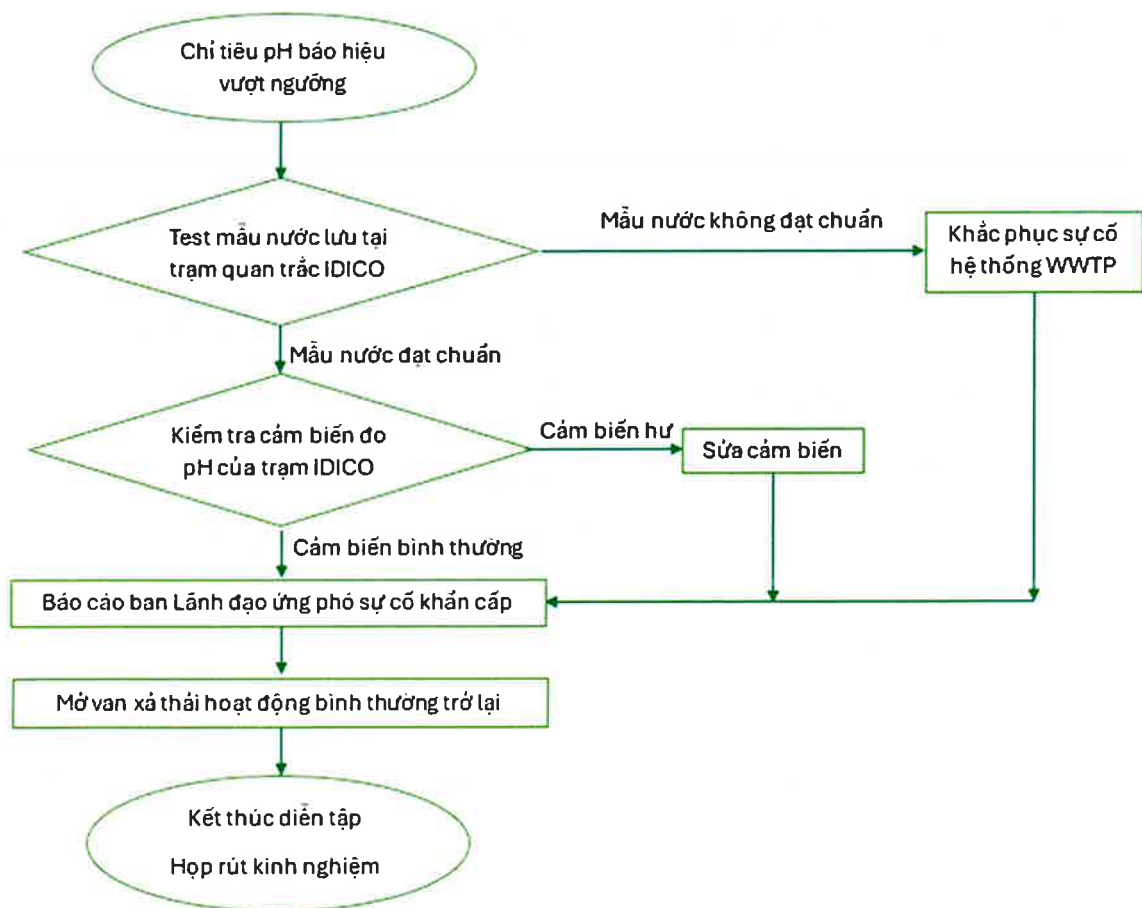 Chỉ tiêu pH báo hiệu
vượt ngưỡng
Test mẫu nước lưu tại
trạm quan trắc IDICO
Mẫu nước không đạt chuẩn
Khắc phục sự cố
hệ thống WWTP
Mẫu nước đạt chuẩn
Kiểm tra cảm biến đo
pH của trạm IDICO
Cảm biến hư
Sửa cảm biến
Cảm biến bình thường
Báo cáo ban Lãnh đạo ứng phó sự cố khẩn cấp
Mở van xả thải hoạt động bình thường trở lại
Kết thúc diễn tập
Họp rút kinh nghiệm